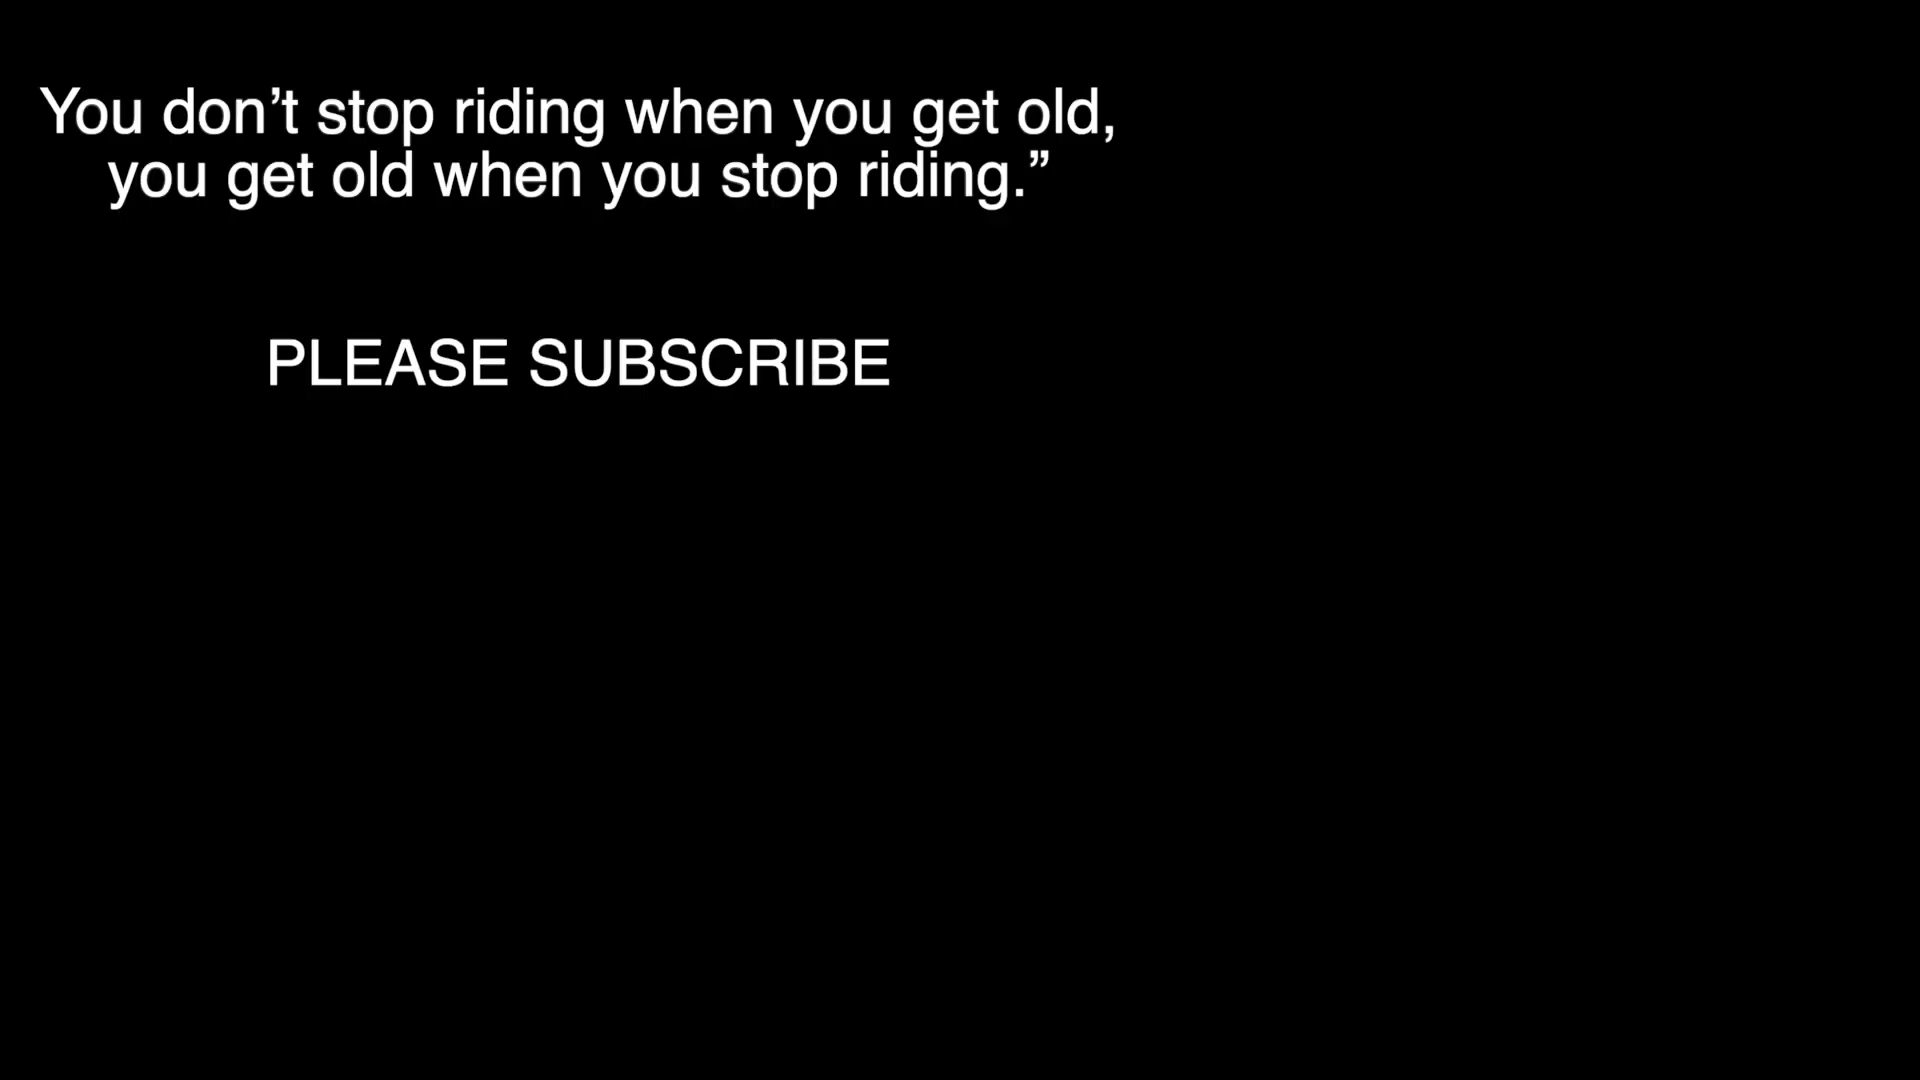 You don’t stop riding when you get old,
you get old when you stop riding.”
PLEASE SUBSCRIBE